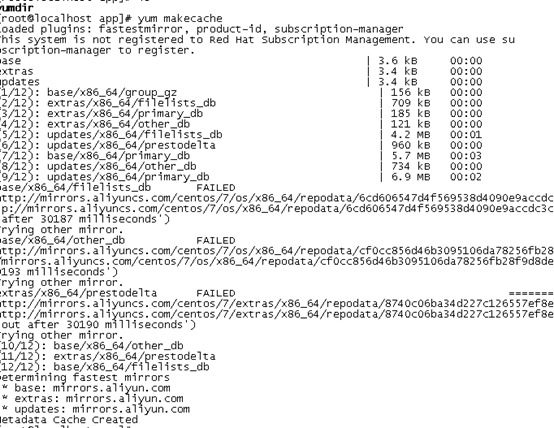 yumdir
[root@localhost app]# yum makecache
Loaded plugins: fastestmirror, product-id, subscription-manager
This system is not registered to Red Hat Subscription Management. You can use su
bscription-manager to register.
base | 3.6 kB 00:00
extras | 3.4 kB 00:00
updates | 3.4 kB 00:00
(1/12): base/x86_64/group_gz | 156 kB 00:00
(2/12): extras/x86_64/filelists_db | 709 kB 00:00
(3/12): extras/x86_64/primary_db | 185 kB 00:00
(4/12): extras/x86_64/other_db | 121 kB 00:00
(5/12): updates/x86_64/filelists_db | 4.2 MB 00:01
(6/12): updates/x86_64/prestodelta | 960 kB 00:00
(7/12): base/x86_64/primary_db | 5.7 MB 00:03
(8/12): updates/x86_64/other_db | 734 kB 00:00
(9/12): updates/x86_64/primary_db | 6.9 MB 00:02
base/x86_64/filelists_db FAILED
http://mirrors.aliyuncs.com/centos/7/os/x86_64/repodata/6cd606547d4f569538d4090e9accdc
tp://mirrors.aliyuncs.com/centos/7/os/x86_64/repodata/6cd606547d4f569538d4090e9accdc3c
after 30187 milliseconds')
Trying other mirror.
base/x86_64/other_db FAILED
http://mirrors.aliyuncs.com/centos/7/os/x86_64/repodata/cf0cc856d46b3095106da78256fb28
/mirrors.aliyuncs.com/centos/7/os/x86_64/repodata/cf0cc856d46b3095106da78256fb28f9d8de
0193 milliseconds')
Trying other mirror.
extras/x86_64/prestodelta FAILED =======
http://mirrors.aliyuncs.com/centos/7/extras/x86_64/repodata/8740c06ba34d227c126557ef8e
http://mirrors.aliyuncs.com/centos/7/extras/x86_64/repodata/8740c06ba34d227c126557ef8e
out after 30190 milliseconds')
Trying other mirror.
(10/12): base/x86_64/other_db
(11/12): extras/x86_64/prestodelta
(12/12): base/x86_64/filelists_db
Determining fastest mirrors
* base: mirrors.aliyun.com
* extras: mirrors.aliyun.com
* updates: mirrors.aliyun.com
Metadata Cache Created